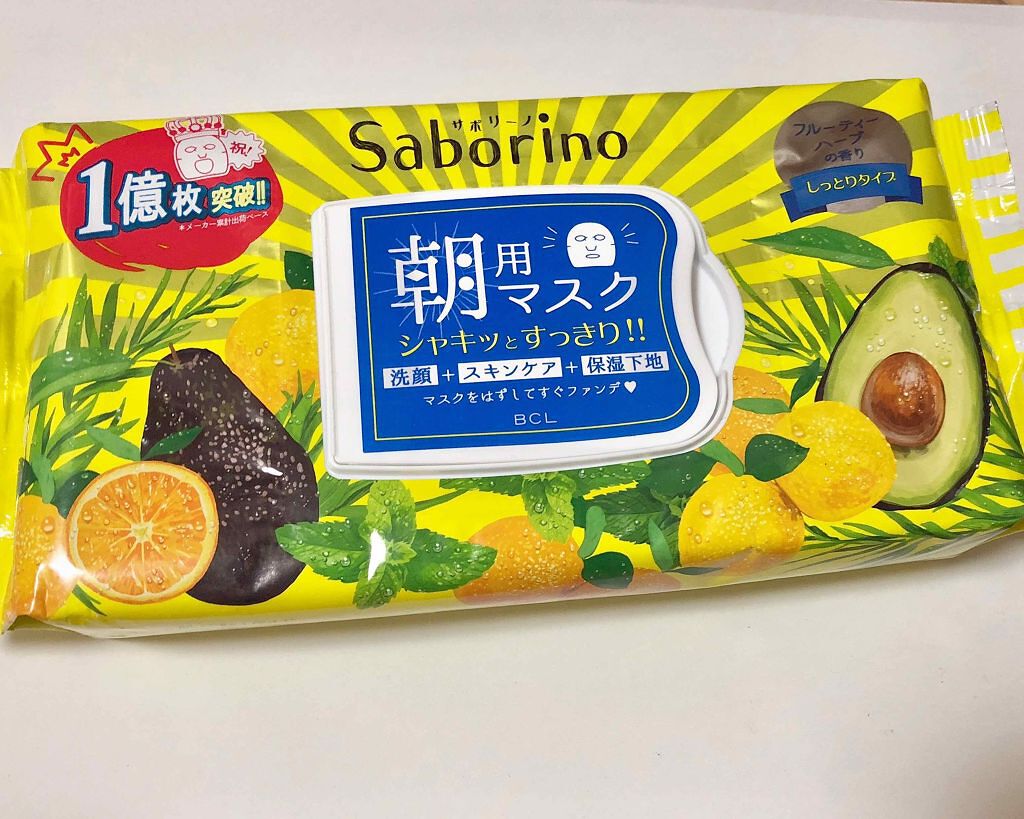 サボリーノ
Saborino
祝!
1億枚突破!!
*メーカー累計出荷ベース
フルーティー
ハーブ
の香り
しっとりタイプ
朝用
マスク
シャキッとすっきり!!
洗顔+スキンケア+保湿下地
マスクをはずしてすぐファンデ♥
BCL